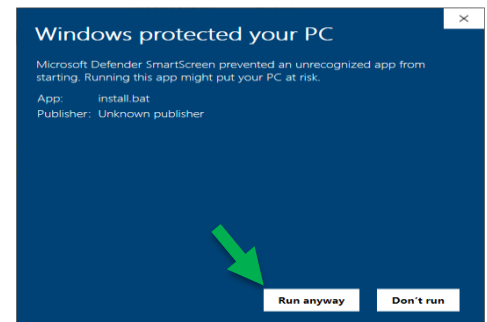 Windows protected your PC
Microsoft Defender SmartScreen prevented an unrecognized app from
starting. Running this app might put your PC at risk.
App: install.bat
Publisher: Unknown publisher
Run anyway Don't run